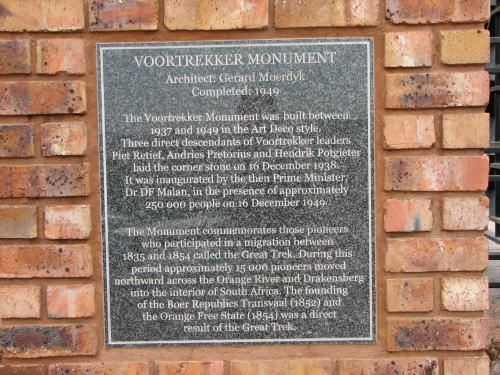 VOORTREKKER MONUMENT
Architect: Gerard Moerdyk
Completed: 1949
The Voortrekker Monument was built between
1937 and 1949 in the Art Deco style.
Three direct descendants of Voortrekker leaders
Piet Retief, Andries Pretorius and Hendrik Potgieter
laid the corner stone on 16 December 1938.
It was inaugurated by the then Prime Minister,
Dr DF Malan, in the presence of approximately
250 000 people on 16 December 1949.
The Monument commemorates those pioneers
who participated in a migration between
1835 and 1854 called the Great Trek. During this
period approximately 15 000 pioneers moved
northward across the Orange River and Drakensberg
into the interior of South Africa. The founding
of the Boer Republics Transvaal (1852) and
the Orange Free State (1854) was a direct
result of the Great Trek.